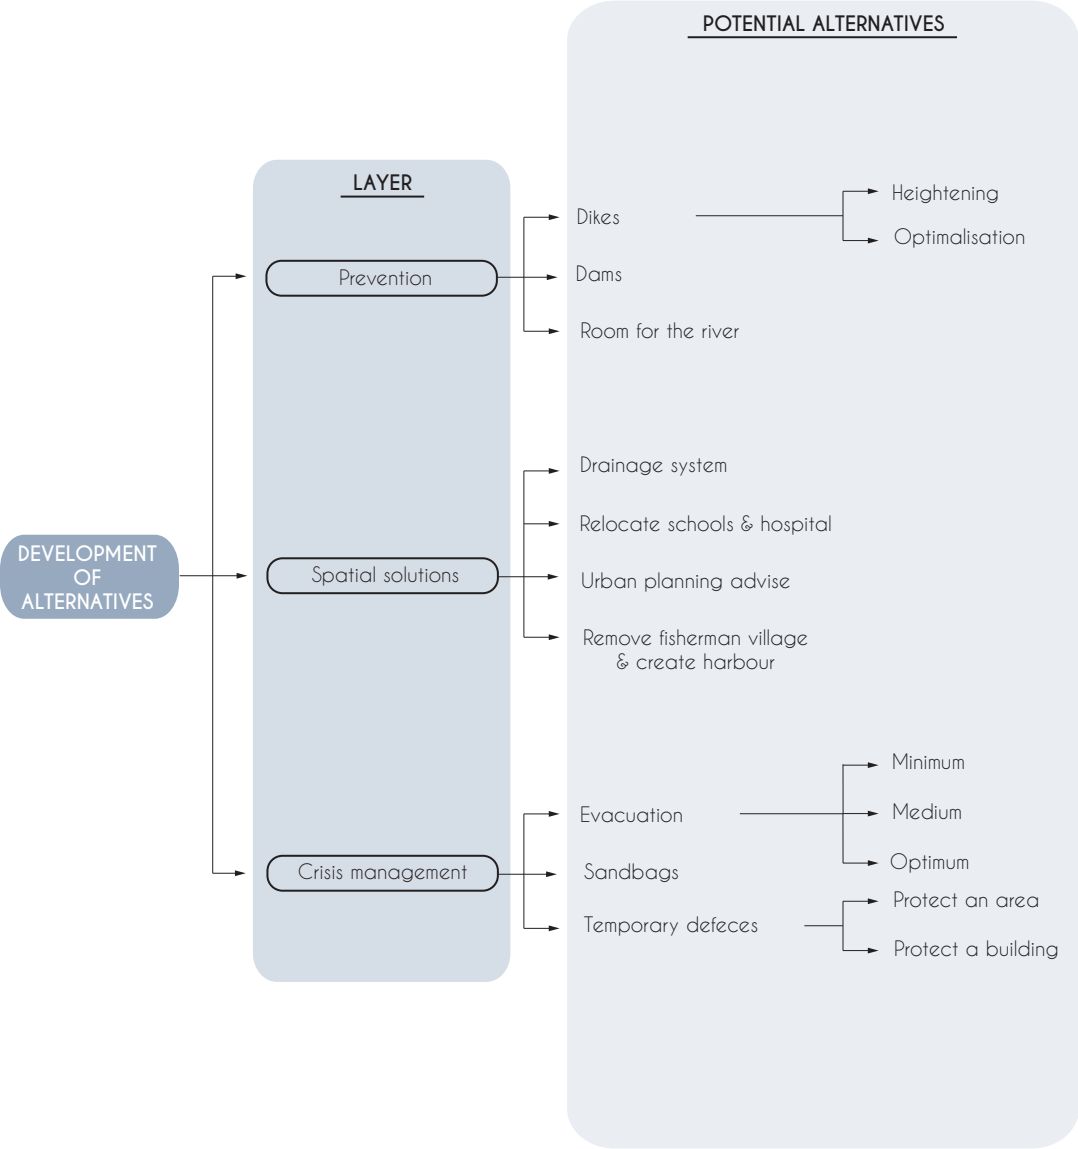 POTENTIAL ALTERNATIVES
LAYER
DEVELOPMENT
OF
ALTERNATIVES
Prevention
Dikes
Heightening
Optimalisation
Dams
Room for the river
Spatial solutions
Drainage system
Relocate schools & hospital
Urban planning advise
Remove fisherman village
& create harbour
Crisis management
Evacuation
Minimum
Medium
Optimum
Sandbags
Temporary defeces
Protect an area
Protect a building